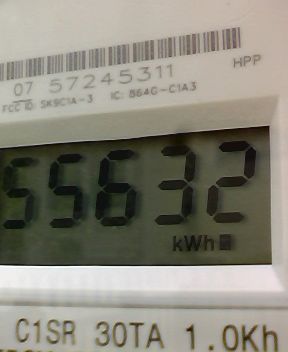 07 57245311
HPP
FCC ID: SK9C1A-3 IC: 864G-C1A3
55632
kWh
C1SR 30TA 1.0Kh